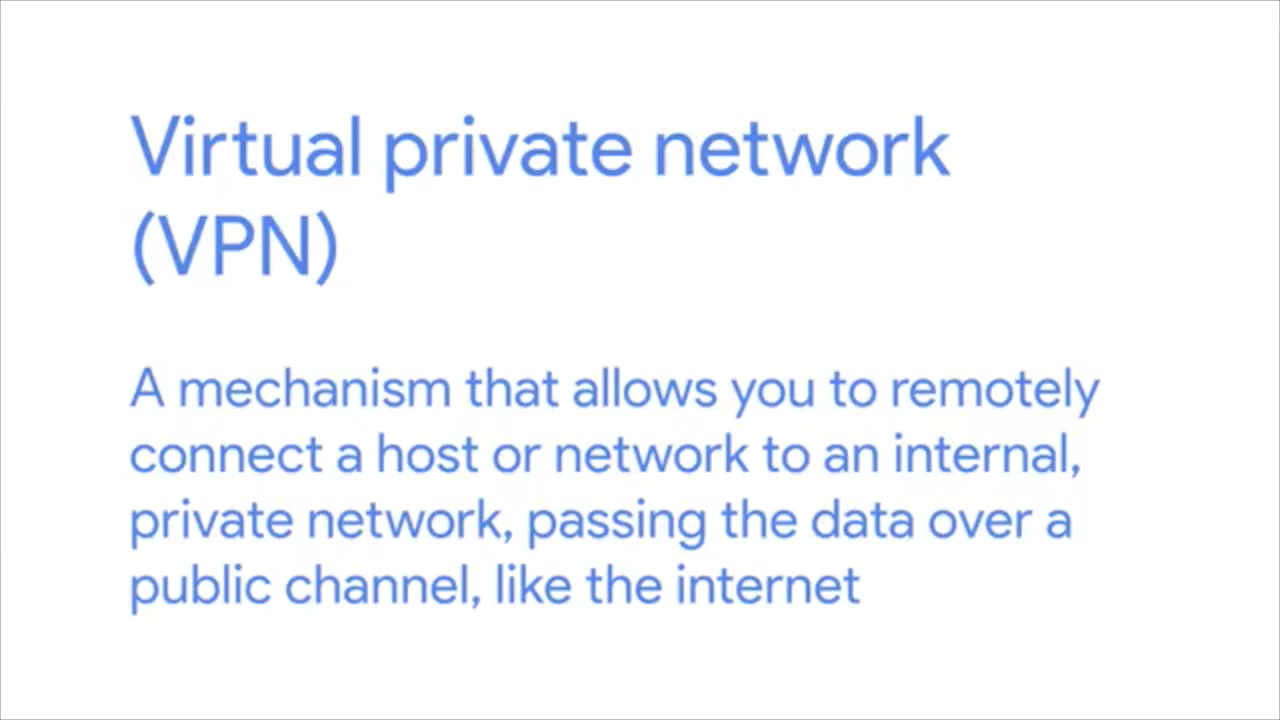 Virtual private network
(VPN)
A mechanism that allows you to remotely
connect a host or network to an internal,
private network, passing the data over a
public channel, like the internet